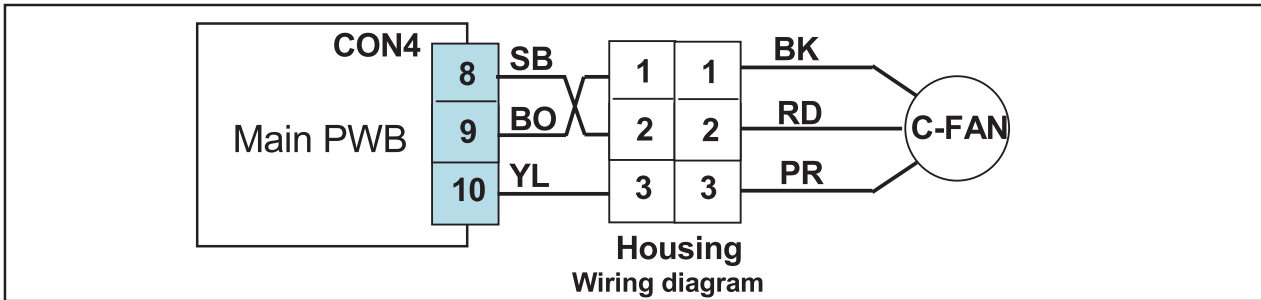 CON4
Main PWB
8 SB 1 1 BK
9 BO 2 2 RD C-FAN
10 YL 3 3 PR
Housing
Wiring diagram